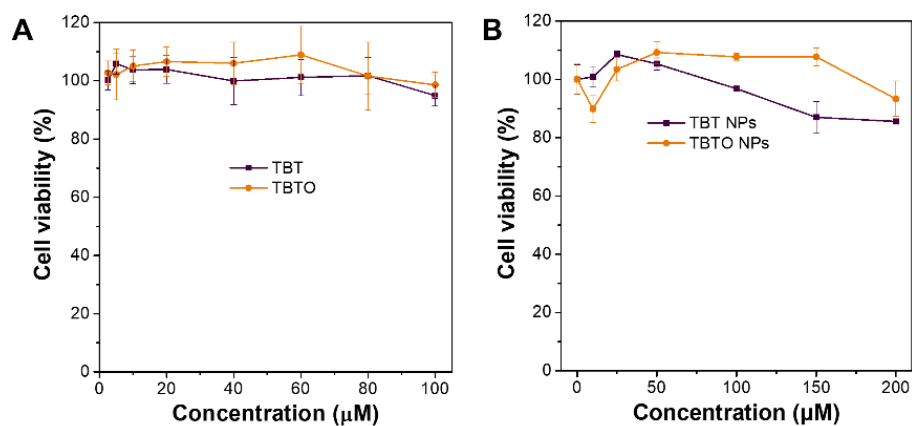 A
120
100
80
60
40
20
0
Cell viability (%)
TBT
TBTO
0 20 40 60 80 100
Concentration (μM)
B
120
100
80
60
40
20
0
Cell viability (%)
TBT NPs
TBTO NPs
0 50 100 150 200
Concentration (μM)